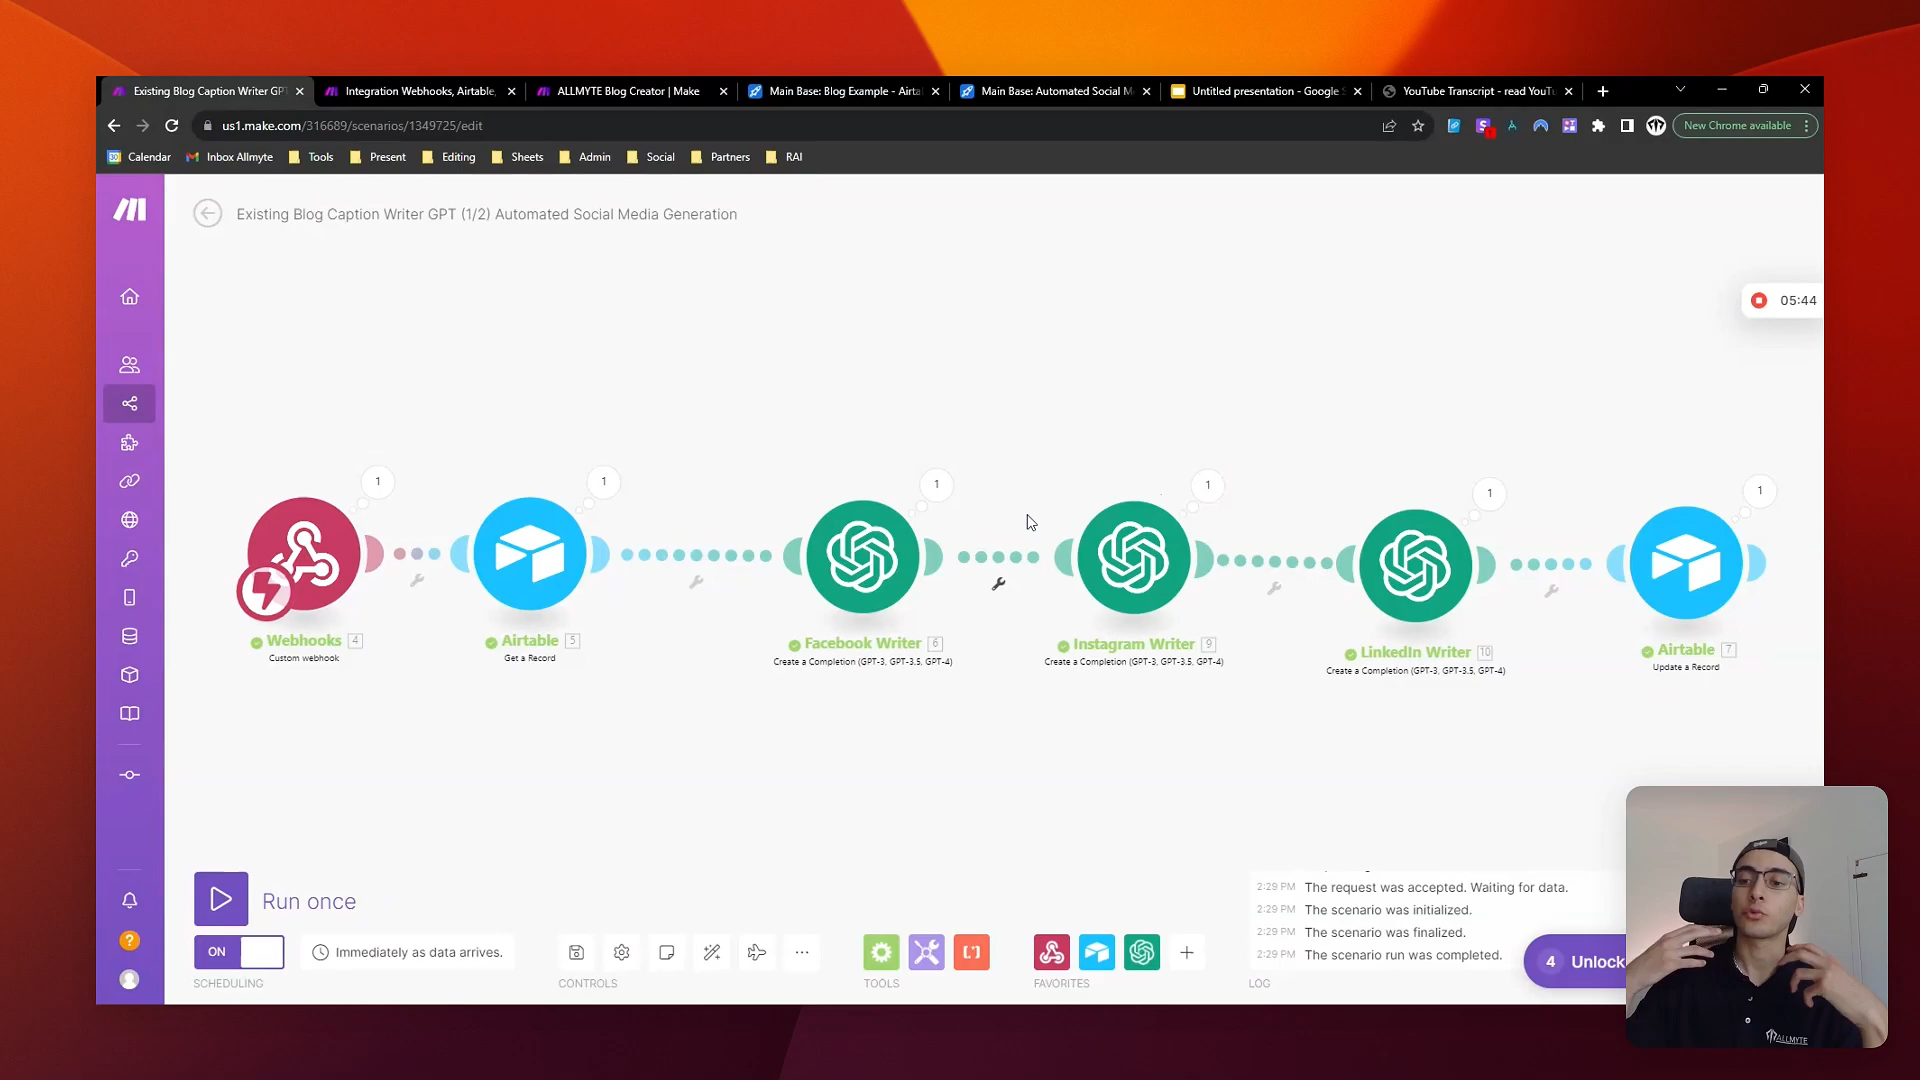 Existing Blog Caption Writer GP
Integration Webhooks, Airtable,
ALLMYTE Blog Creator | Make
Main Base: Blog Example - Airta
Main Base: Automated Social M
Untitled presentation - Google S
YouTube Transcript - read YouTu
us1.make.com/316689/scenarios/1349725/edit
New Chrome available
Calendar
Inbox Allmyte
Tools
Present
Editing
Sheets
Admin
Social
Partners
RAI
Existing Blog Caption Writer GPT (1/2) Automated Social Media Generation
05:44
1
1
1
1
1
1
Webhooks 4
Custom webhook
Airtable 5
Get a Record
Facebook Writer 6
Create a Completion (GPT-3, GPT-3.5, GPT-4)
Instagram Writer 9
Create a Completion (GPT-3, GPT-3.5, GPT-4)
LinkedIn Writer 10
Create a Completion (GPT-3, GPT-3.5, GPT-4)
Airtable 7
Update a Record
Run once
ON
Immediately as data arrives.
SCHEDULING
CONTROLS
TOOLS
FAVORITES
LOG
2:29 PM The request was accepted. Waiting for data.
2:29 PM The scenario was initialized.
2:29 PM The scenario was finalized.
2:29 PM The scenario run was completed.
4 Unlock
ALLMYTE